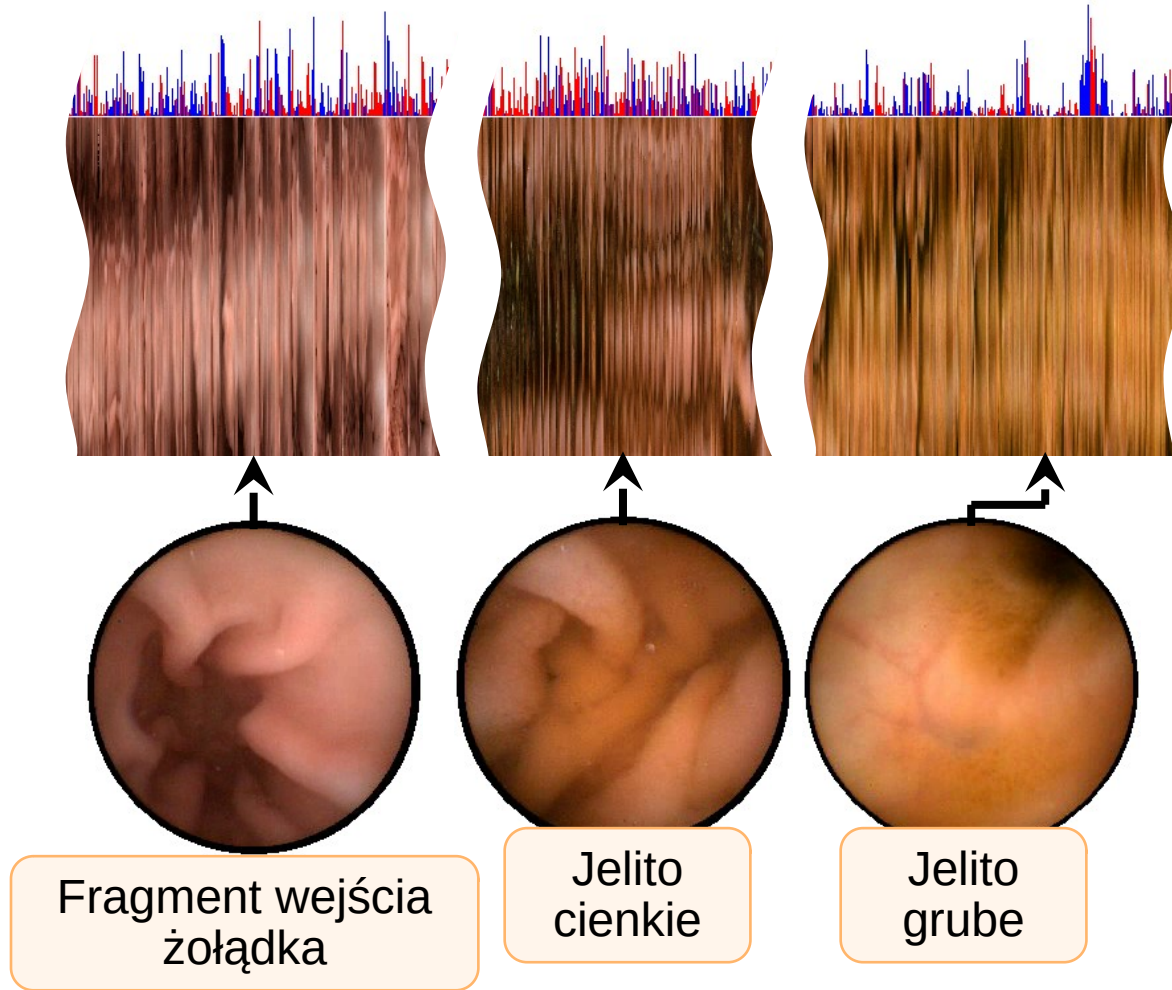 Fragment wejścia
żołądka
Jelito
cienkie
Jelito
grube